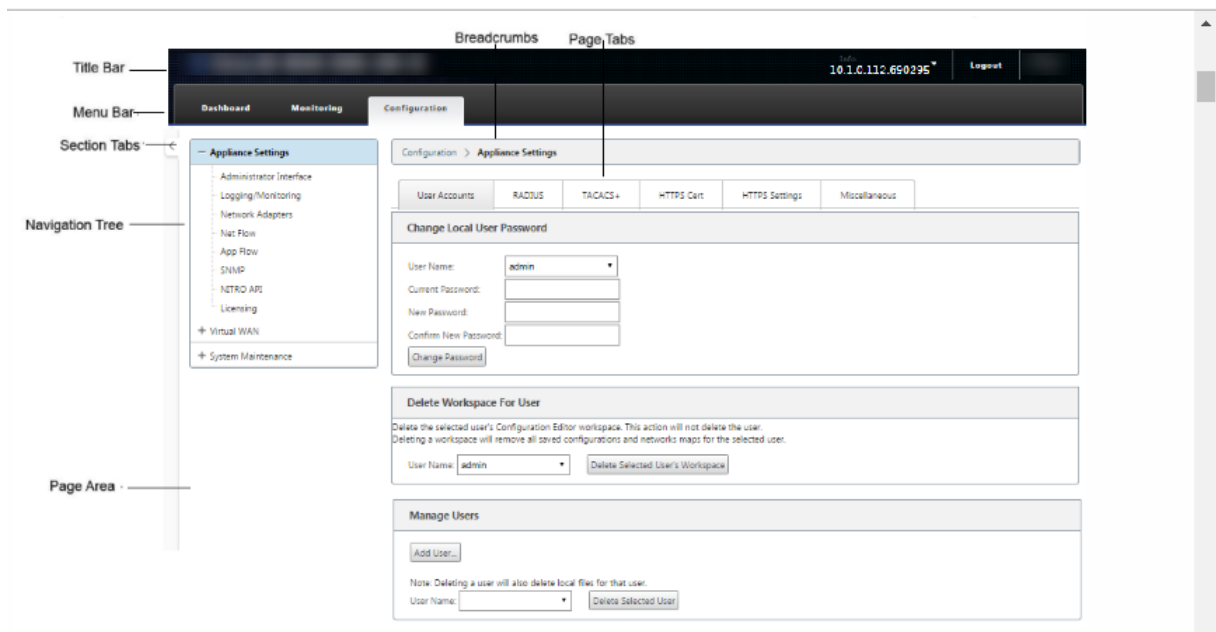 Breadcrumbs Page Tabs
Title Bar
10.1.0.112.690295 Logout
Menu Bar
Dashboard Monitoring Configuration
Section Tabs
Appliance Settings
Configuration > Appliance Settings
Administrator Interface
Logging/Monitoring
Network Adapters
Net Flow
App Flow
SNMP
NITRO API
Licensing
+ Virtual WAN
+ System Maintenance
Navigation Tree
User Accounts RADIUS TACACS+ HTTPS Cert HTTPS Settings Miscellaneous
Change Local User Password
User Name: admin
Current Password:
New Password:
Confirm New Password:
Change Password
Delete Workspace For User
Delete the selected user's Configuration Editor workspace. This action will not delete the user.
Deleting a workspace will remove all saved configurations and networks maps for the selected user.
User Name: admin Delete Selected User's Workspace
Page Area
Manage Users
Add User...
Note: Deleting a user will also delete local files for that user.
User Name: Delete Selected User